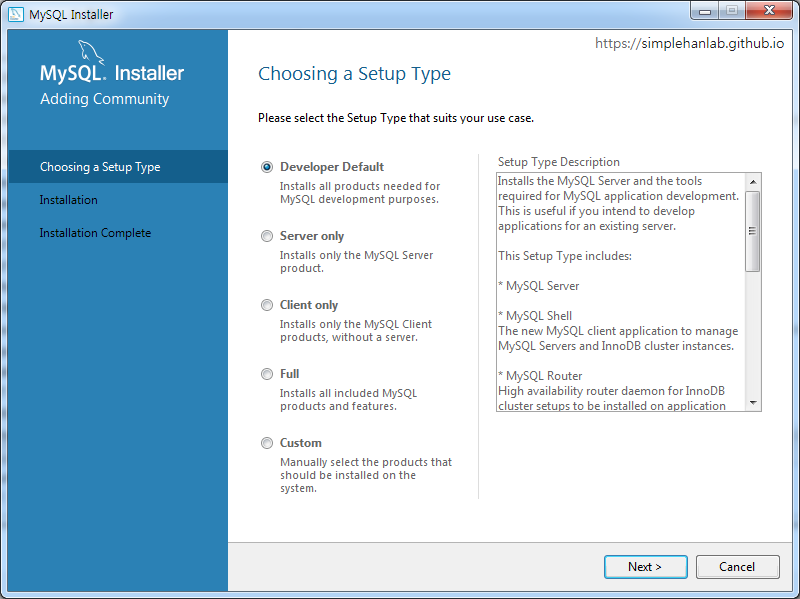 MySQL Installer
https://simplehanlab.github.io
MySQL. Installer
Adding Community
Choosing a Setup Type
Installation
Installation Complete
Choosing a Setup Type
Please select the Setup Type that suits your use case.
Developer Default
Installs all products needed for
MySQL development purposes.
Server only
Installs only the MySQL Server
product.
Client only
Installs only the MySQL Client
products, without a server.
Full
Installs all included MySQL
products and features.
Custom
Manually select the products that
should be installed on the
system.
Setup Type Description
Installs the MySQL Server and the tools
required for MySQL application development.
This is useful if you intend to develop
applications for an existing server.
This Setup Type includes:
* MySQL Server
* MySQL Shell
The new MySQL client application to manage
MySQL Servers and InnoDB cluster instances.
* MySQL Router
High availability router daemon for InnoDB
cluster setups to be installed on application
Next >
Cancel